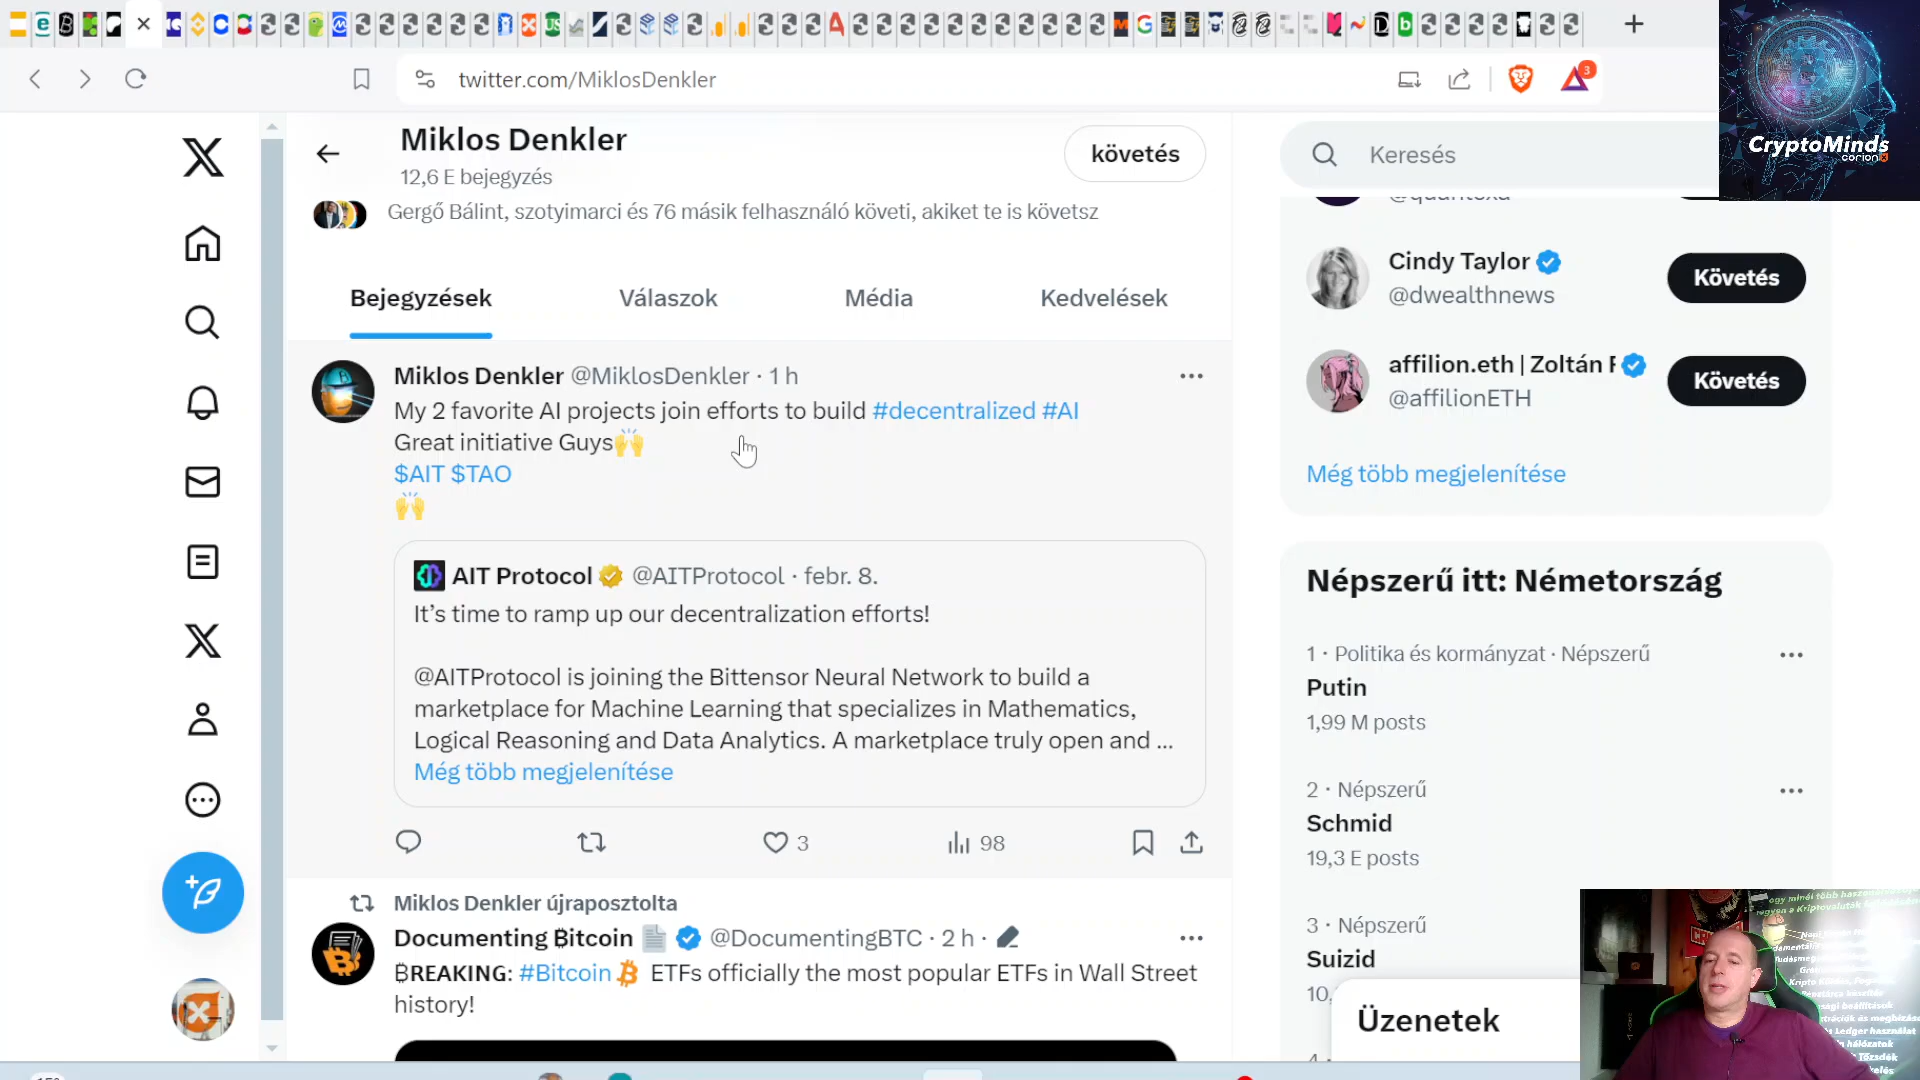 twitter.com/MiklosDenkler
3
CryptoMinds
corion
Miklos Denkler
12,6 E bejegyzés
követés
Gergő Bálint, szotyimarci és 76 másik felhasználó követi, akiket te is követsz
Bejegyzések
Válaszok
Média
Kedvelések
Miklos Denkler @MiklosDenkler · 1 h
My 2 favorite AI projects join efforts to build #decentralized #AI
Great initiative Guys🙌
$AIT $TAO
🙌
AIT Protocol @AITProtocol · febr. 8.
It’s time to ramp up our decentralization efforts!
@AITProtocol is joining the Bittensor Neural Network to build a
marketplace for Machine Learning that specializes in Mathematics,
Logical Reasoning and Data Analytics. A marketplace truly open and ...
Még több megjelenítése
3
98
Miklos Denkler újraposztolta
Documenting ₿itcoin 📄 @DocumentingBTC · 2 h ·
₿REAKING: #Bitcoin ETFs officially the most popular ETFs in Wall Street
history!
Keresés
Cindy Taylor
@dwealthnews
Követés
affilion.eth | Zoltán
@affilionETH
Követés
Még több megjelenítése
Népszerű itt: Németország
1 · Politika és kormányzat · Népszerű
Putin
1,99 M posts
2 · Népszerű
Schmid
19,3 E posts
3 · Népszerű
Suizid
10,
Üzenetek